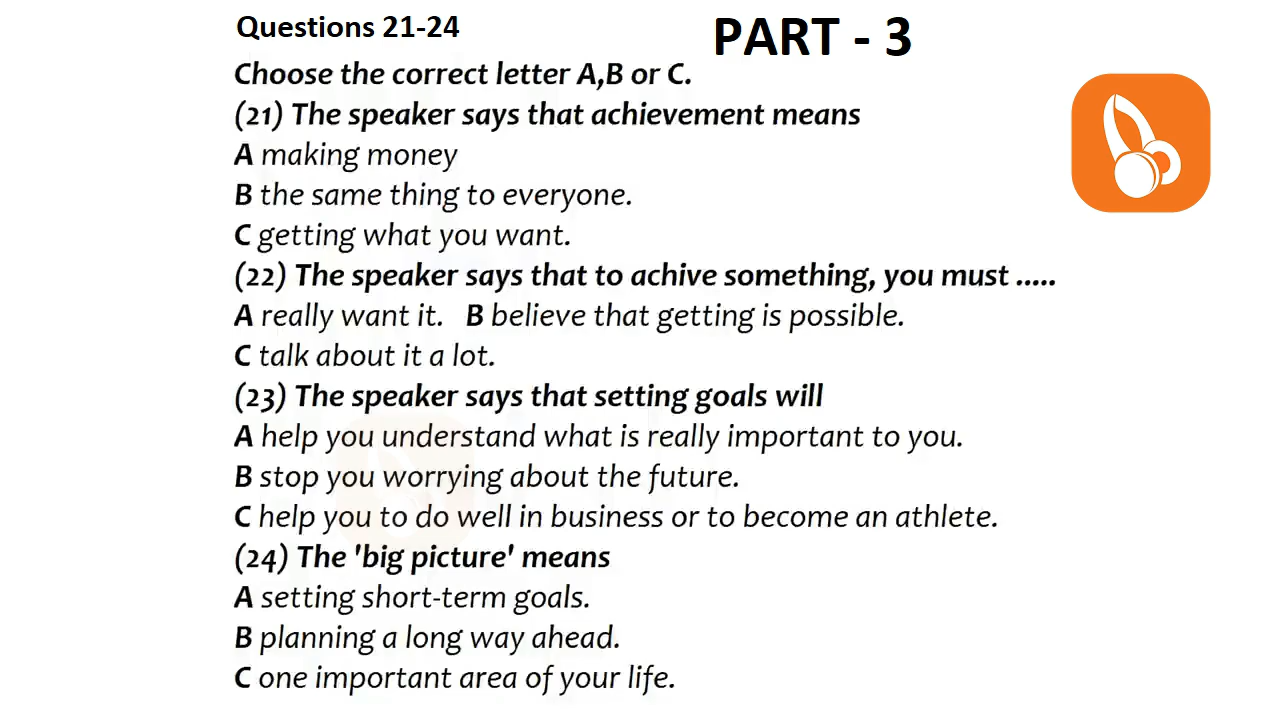 Questions 21-24
PART - 3
Choose the correct letter A,B or C.
(21) The speaker says that achievement means
A making money
B the same thing to everyone.
C getting what you want.
(22) The speaker says that to achive something, you must .....
A really want it. B believe that getting is possible.
C talk about it a lot.
(23) The speaker says that setting goals will
A help you understand what is really important to you.
B stop you worrying about the future.
C help you to do well in business or to become an athlete.
(24) The 'big picture' means
A setting short-term goals.
B planning a long way ahead.
C one important area of your life.